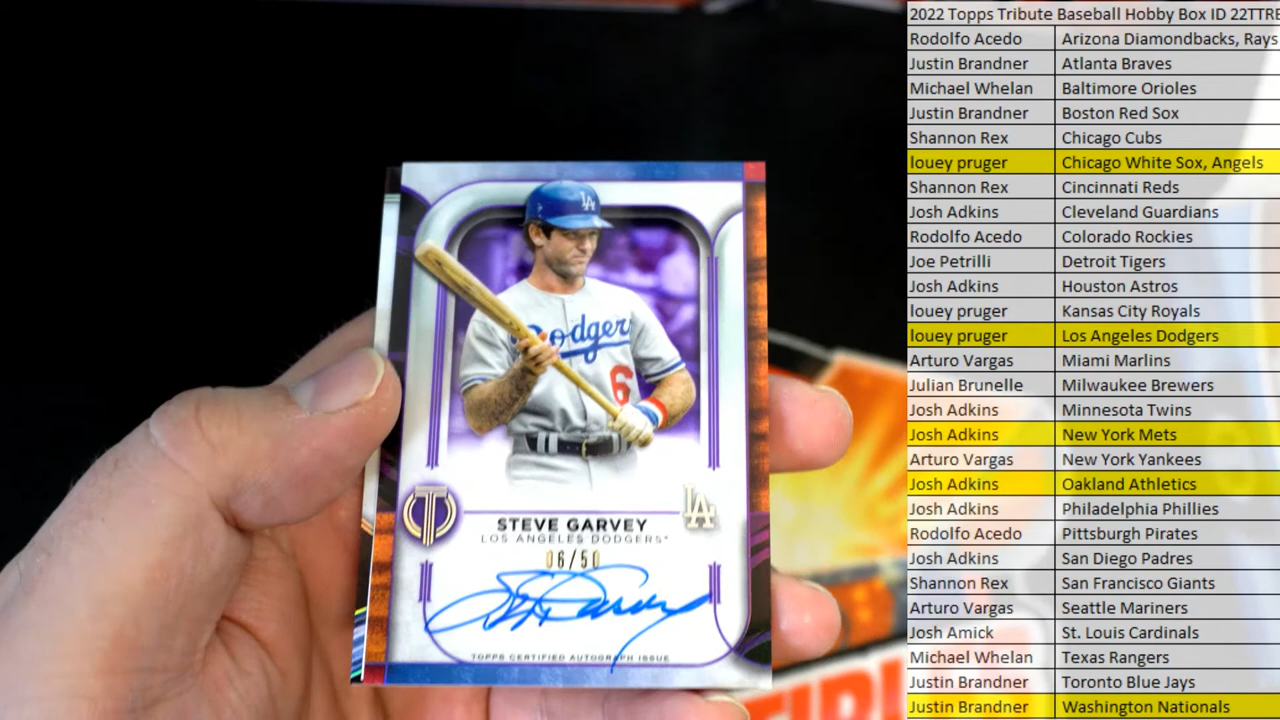 2022 Topps Tribute Baseball Hobby Box ID 22TTRE
Rodolfo Acedo Arizona Diamondbacks, Rays
Justin Brandner Atlanta Braves
Michael Whelan Baltimore Orioles
Justin Brandner Boston Red Sox
Shannon Rex Chicago Cubs
louey pruger Chicago White Sox, Angels
Shannon Rex Cincinnati Reds
Josh Adkins Cleveland Guardians
Rodolfo Acedo Colorado Rockies
Joe Petrilli Detroit Tigers
Josh Adkins Houston Astros
louey pruger Kansas City Royals
louey pruger Los Angeles Dodgers
Arturo Vargas Miami Marlins
Julian Brunelle Milwaukee Brewers
Josh Adkins Minnesota Twins
Josh Adkins New York Mets
Arturo Vargas New York Yankees
Josh Adkins Oakland Athletics
Josh Adkins Philadelphia Phillies
Rodolfo Acedo Pittsburgh Pirates
Josh Adkins San Diego Padres
Shannon Rex San Francisco Giants
Arturo Vargas Seattle Mariners
Josh Amick St. Louis Cardinals
Michael Whelan Texas Rangers
Justin Brandner Toronto Blue Jays
Justin Brandner Washington Nationals
LA
Dodgers
6
T
LA
STEVE GARVEY
LOS ANGELES DODGERS
06/50
TOPPS CERTIFIED AUTOGRAPH ISSUE